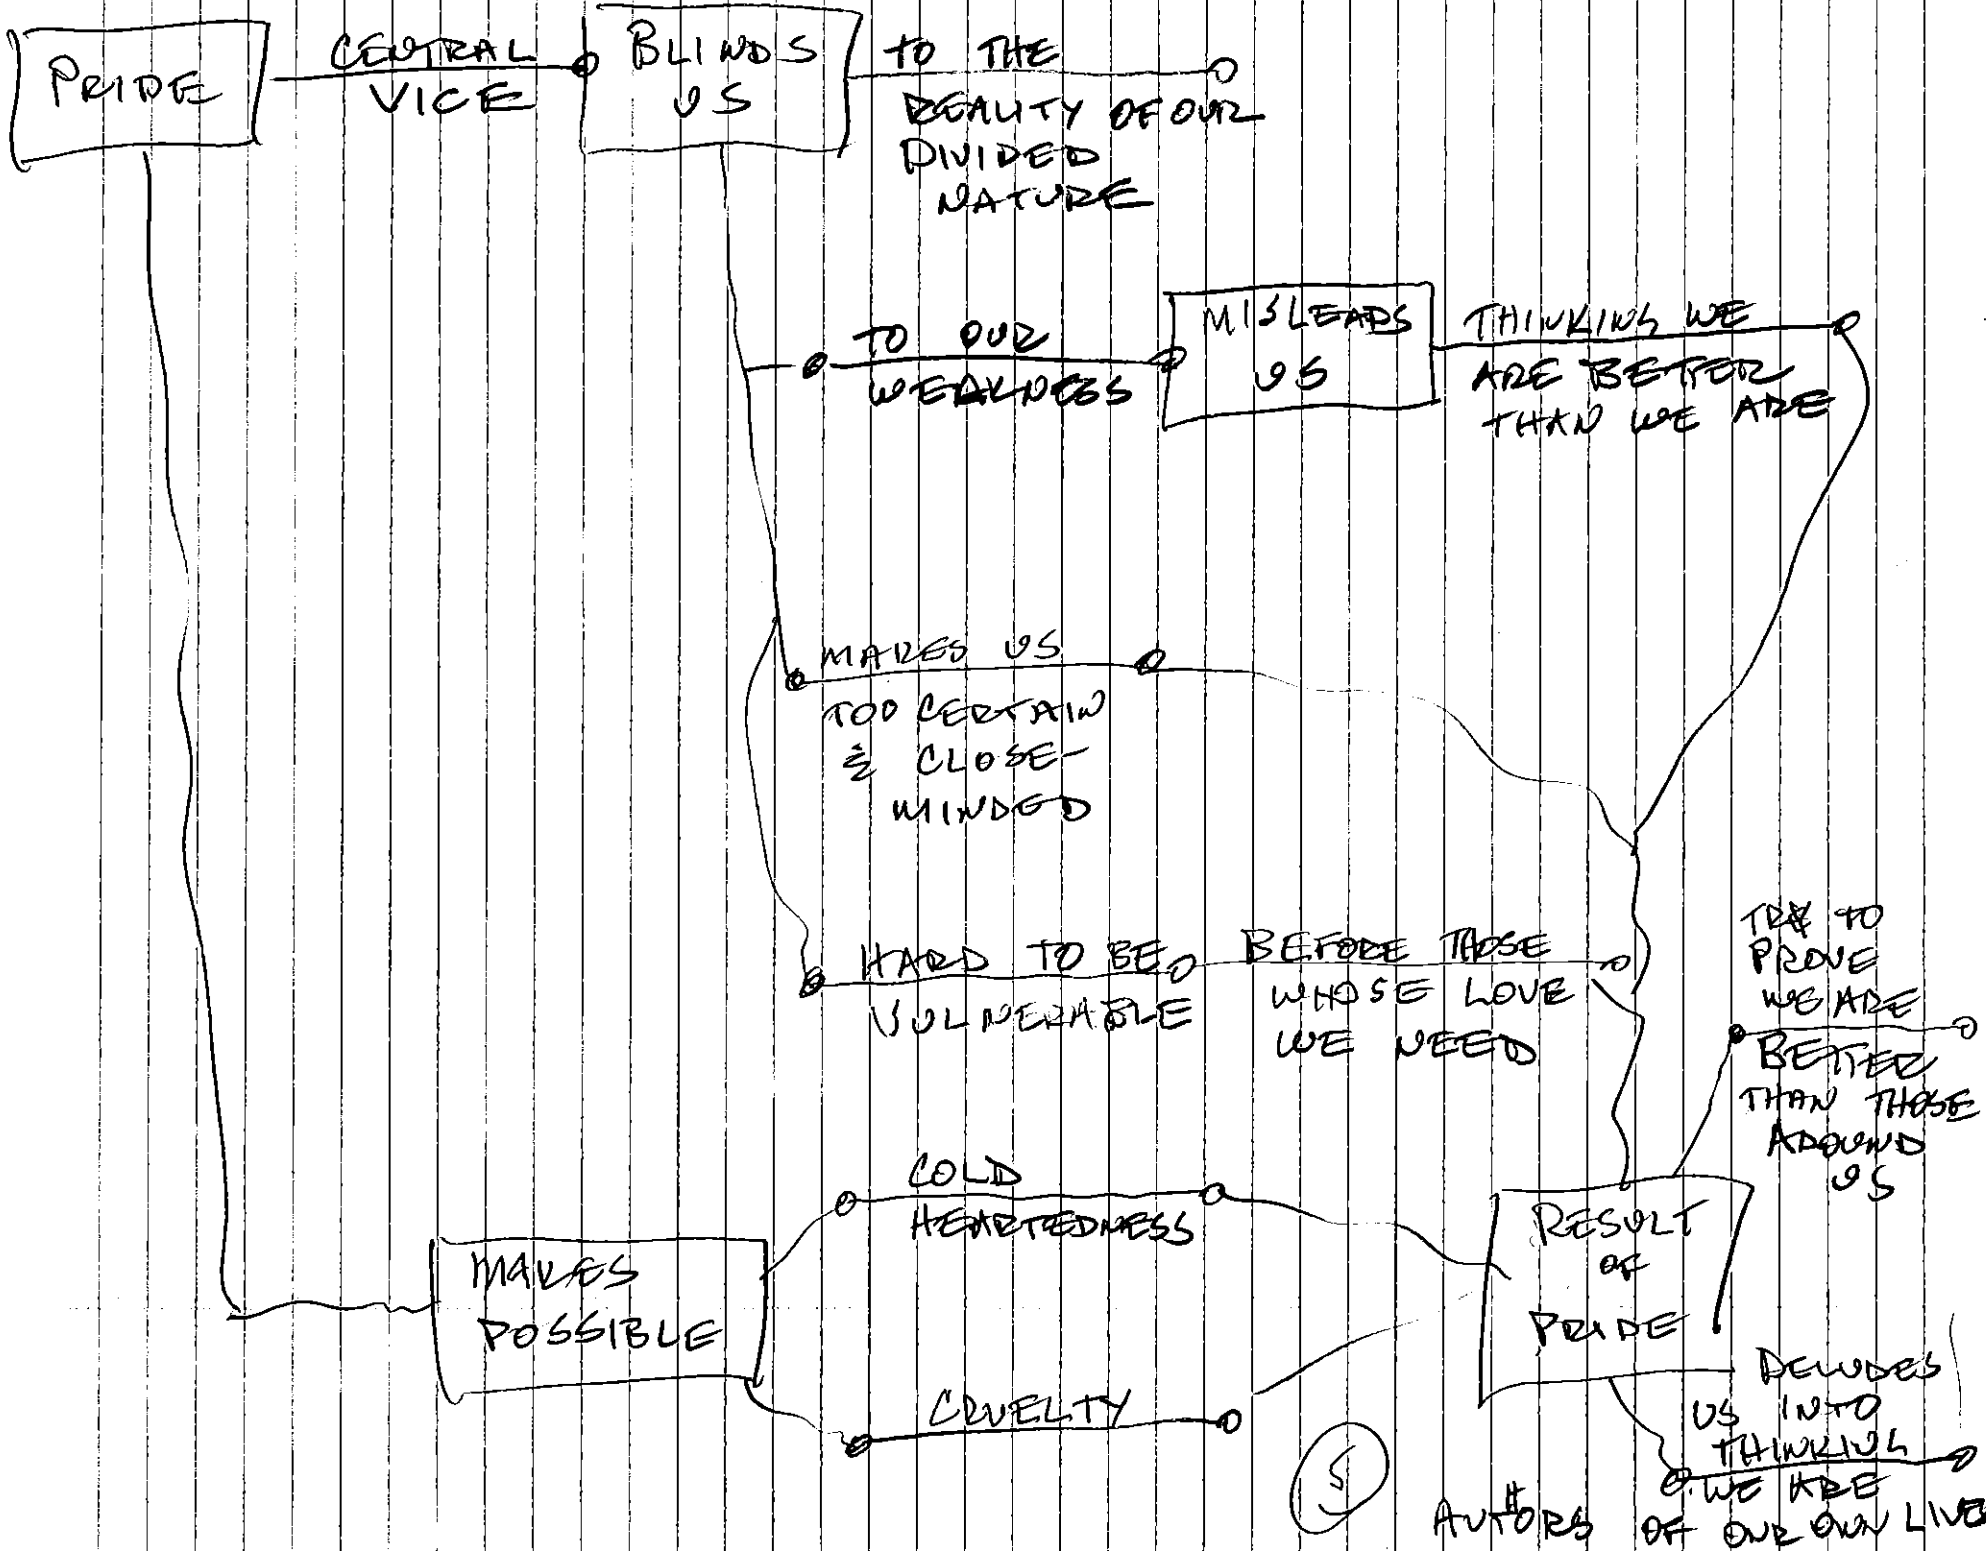 PRIDE
CENTRAL
VICE
BLINDS
US
TO THE
REALITY OF OUR
DIVIDED
NATURE
TO OUR
WEAKNESS
MISLEADS
US
THINKING WE
ARE BETTER
THAN WE ARE
MAKES US
TOO CERTAIN
& CLOSE-
MINDED
HARD TO BE
VULNERABLE
BEFORE THOSE
WHOSE LOVE
WE NEED
TRY TO
PROVE
WE ARE
BETTER
THAN THOSE
AROUND
US
COLD
HEARTEDNESS
MAKES
POSSIBLE
CRUELTY
RESULT
OF
PRIDE
DELUDES
US INTO
THINKING
WE ARE
AUTHORS OF OUR OWN LIVE
5